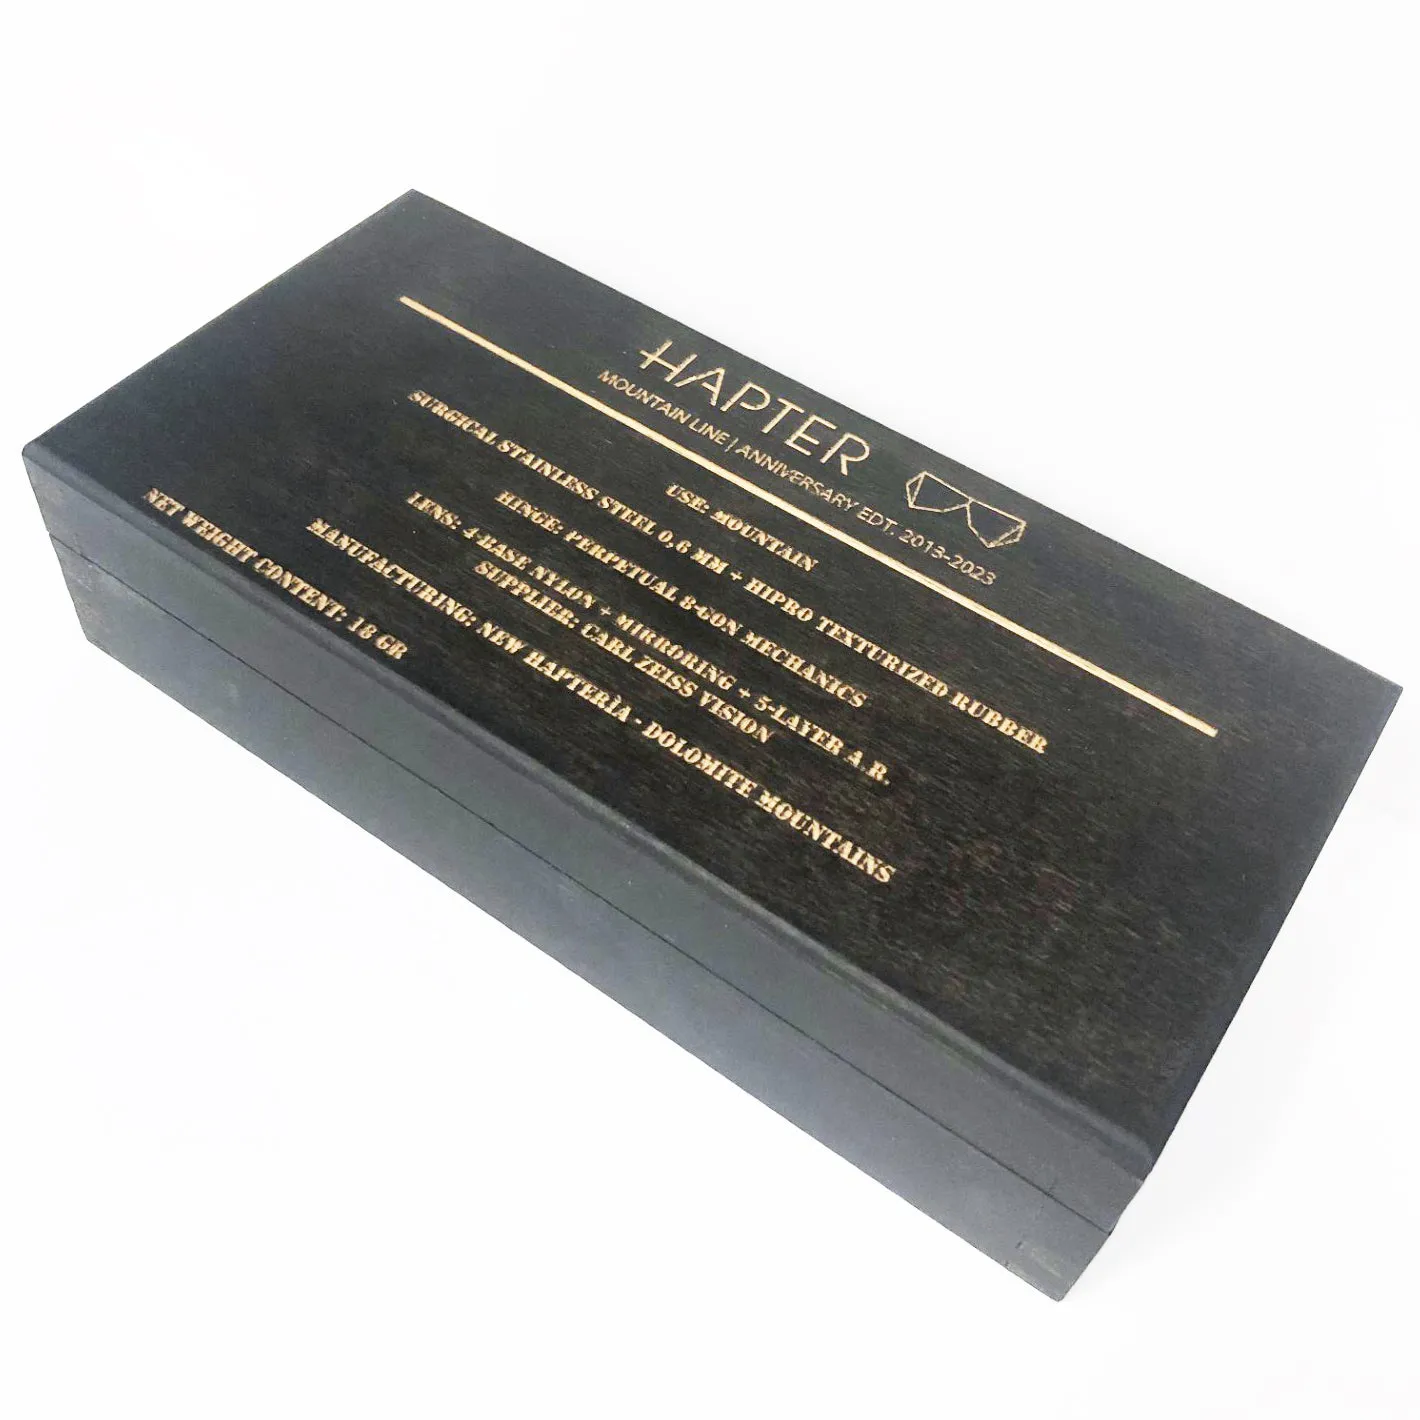 HAPTER
MOUNTAIN LINE | ANNIVERSARY EDT. 2013-2023
USE: MOUNTAIN
SURGICAL STAINLESS STEEL 0,6 MM + HIPRO TEXTURIZED RUBBER
HINGE: PERPETUAL 8-GON MECHANICS
LENS: 4-BASE NYLON + MIRRORING + 5-LAYER A.R.
SUPPLIER: CARL ZEISS VISION
MANUFACTURING: NEW HAPTERÌA - DOLOMITE MOUNTAINS
NET WEIGHT CONTENT: 18 GR